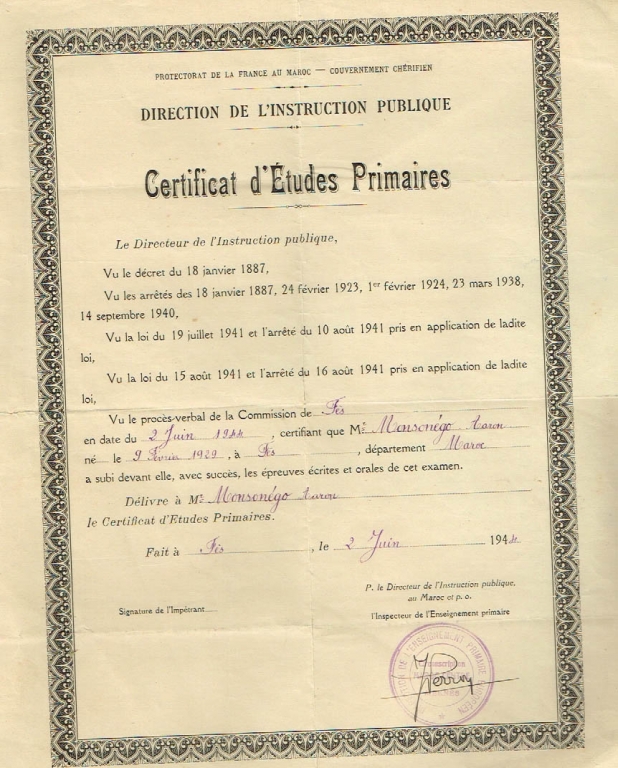 PROTECTORAT DE LA FRANCE AU MAROC — GOUVERNEMENT CHÉRIFIEN
DIRECTION DE L'INSTRUCTION PUBLIQUE
Certificat d'Études Primaires
Le Directeur de l'Instruction publique,
Vu le décret du 18 janvier 1887,
Vu les arrêtés des 18 janvier 1887, 24 février 1923, 1er février 1924, 23 mars 1938,
14 septembre 1940,
Vu la loi du 19 juillet 1941 et l'arrêté du 10 août 1941 pris en application de ladite
loi,
Vu la loi du 15 août 1941 et l'arrêté du 16 août 1941 pris en application de ladite
loi,
Vu le procès-verbal de la Commission de Fès
en date du 2 Juin 1944, certifiant que Mr Monsonégo Aaron
né le 9 Février 1929, à Fès, département Maroc
a subi devant elle, avec succès, les épreuves écrites et orales de cet examen.
Délivre à Mr Monsonégo Aaron
le Certificat d'Etudes Primaires.
Fait à Fès, le 2 Juin 1944
P. le Directeur de l'Instruction publique,
au Maroc et p. o.
Signature de l'Impétrant
l'Inspecteur de l'Enseignement primaire
DE L'ENSEIGNEMENT PRIMAIRE